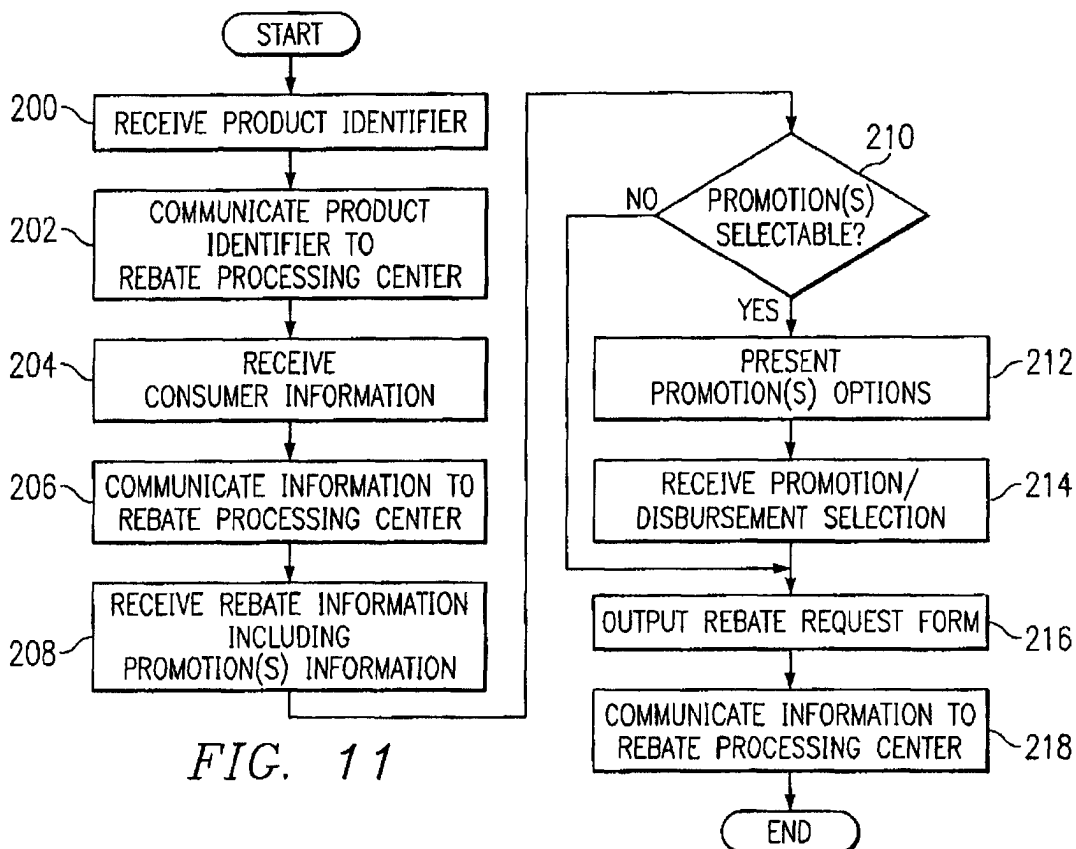 START
200
RECEIVE PRODUCT IDENTIFIER
202
COMMUNICATE PRODUCT
IDENTIFIER TO
REBATE PROCESSING CENTER
204
RECEIVE
CONSUMER INFORMATION
206
COMMUNICATE INFORMATION TO
REBATE PROCESSING CENTER
208
RECEIVE REBATE INFORMATION
INCLUDING
PROMOTION(S) INFORMATION
210
NO
PROMOTION(S)
SELECTABLE?
YES
PRESENT
PROMOTION(S) OPTIONS
212
RECEIVE PROMOTION/
DISBURSEMENT SELECTION
214
OUTPUT REBATE REQUEST FORM
216
COMMUNICATE INFORMATION TO
REBATE PROCESSING CENTER
218
END
FIG. 11